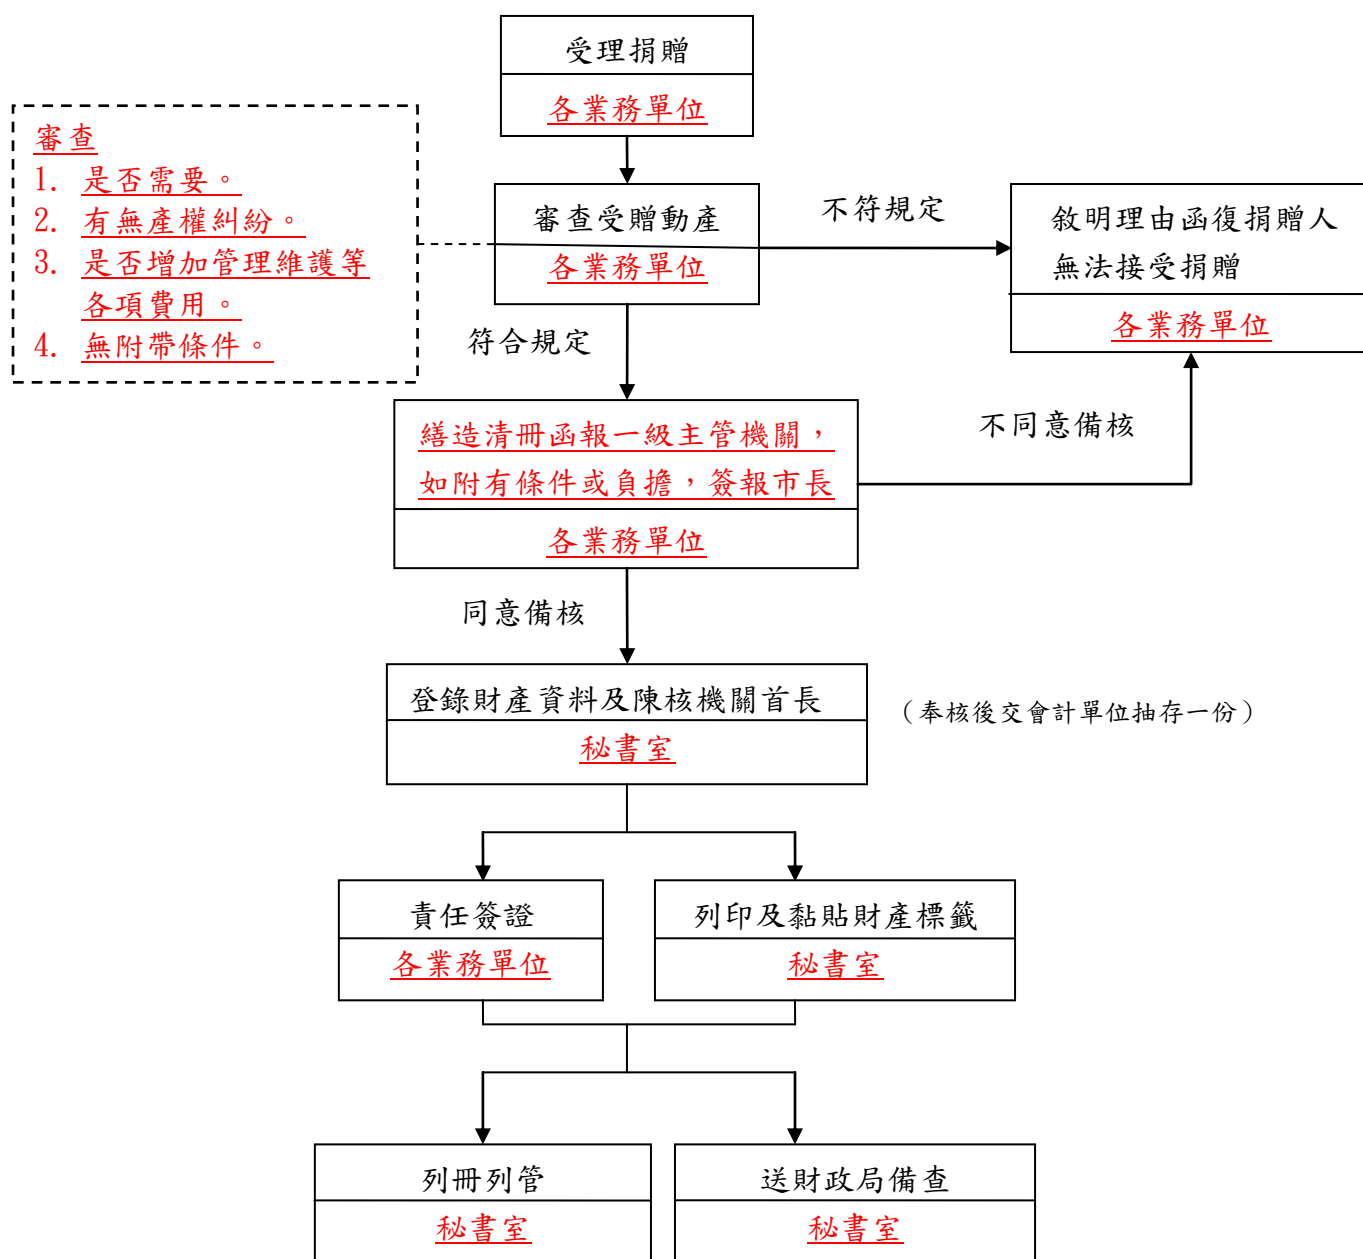 受理捐贈
各業務單位
審查
1. 是否需要。
2. 有無產權糾紛。
3. 是否增加管理維護等
各項費用。
4. 無附帶條件。
審查受贈動產
各業務單位
不符規定
敘明理由函復捐贈人
無法接受捐贈
各業務單位
符合規定
繕造清冊函報一級主管機關，
如附有條件或負擔，簽報市長
各業務單位
不同意備核
同意備核
登錄財產資料及陳核機關首長
秘書室
（奉核後交會計單位抽存一份）
責任簽證
各業務單位
列印及黏貼財產標籤
秘書室
列冊列管
秘書室
送財政局備查
秘書室